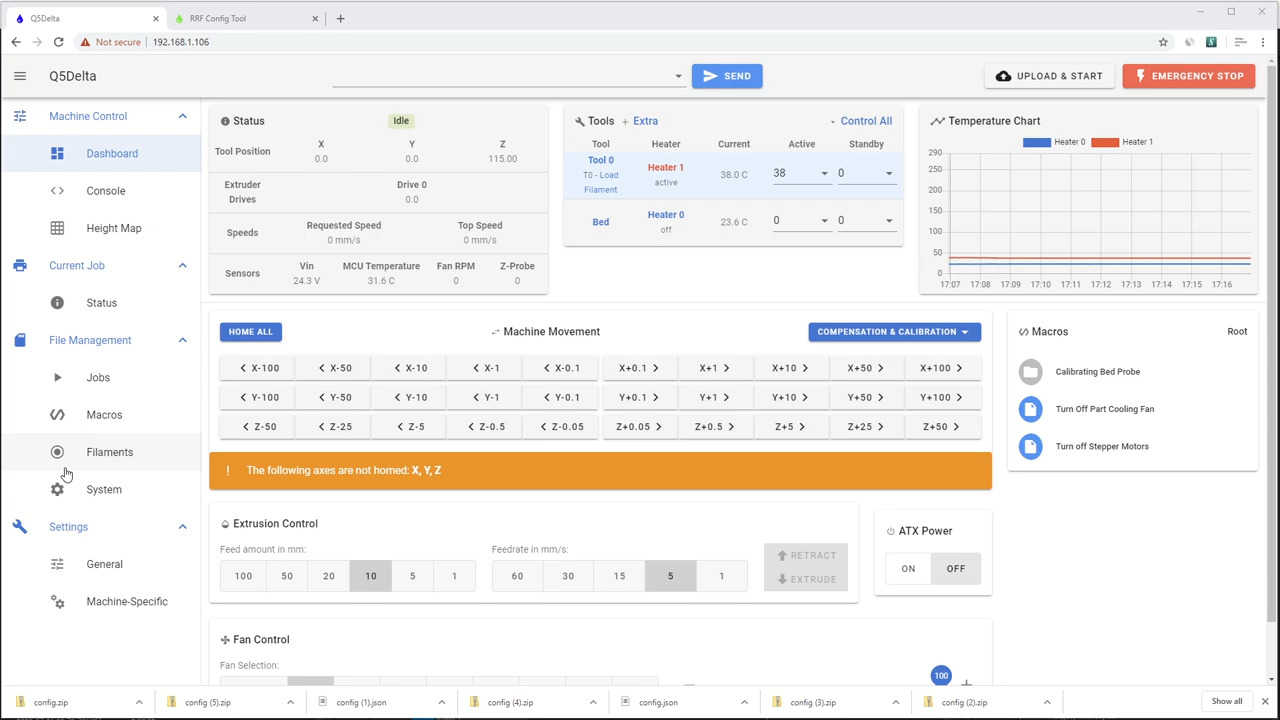 Q5Delta
RRF Config Tool
Not secure 192.168.1.106
Q5Delta
SEND
UPLOAD & START
EMERGENCY STOP
Machine Control
Dashboard
Console
Height Map
Current Job
Status
File Management
Jobs
Macros
Filaments
System
Settings
General
Machine-Specific
Status
Idle
X Y Z
Tool Position 0.0 0.0 115.00
Extruder Drives
Drive 0
0.0
Speeds
Requested Speed Top Speed
0 mm/s 0 mm/s
Sensors
Vin MCU Temperature Fan RPM Z-Probe
24.3 V 31.6 C 0 0
Tools + Extra
Control All
Tool Heater Current Active Standby
Tool 0
T0 - Load
Filament
Heater 1
active
38.0 C 38 0
Bed
Heater 0
off
23.6 C 0 0
Temperature Chart
Heater 0 Heater 1
290
250
200
150
100
50
0
17:07 17:08 17:09 17:10 17:11 17:12 17:13 17:14 17:15 17:16
HOME ALL
Machine Movement
COMPENSATION & CALIBRATION
X-100 X-50 X-10 X-1 X-0.1 X+0.1 X+1 X+10 X+50 X+100
Y-100 Y-50 Y-10 Y-1 Y-0.1 Y+0.1 Y+1 Y+10 Y+50 Y+100
Z-50 Z-25 Z-5 Z-0.5 Z-0.05 Z+0.05 Z+0.5 Z+5 Z+25 Z+50
! The following axes are not homed: X, Y, Z
Macros
Root
Calibrating Bed Probe
Turn Off Part Cooling Fan
Turn off Stepper Motors
Extrusion Control
Feed amount in mm:
100 50 20 10 5 1
Feedrate in mm/s:
60 30 15 5 1
RETRACT
EXTRUDE
ATX Power
ON OFF
Fan Control
Fan Selection:
100
config.zip
config (5).zip
config (1).json
config (4).zip
config.json
config (3).zip
config (2).zip
Show all